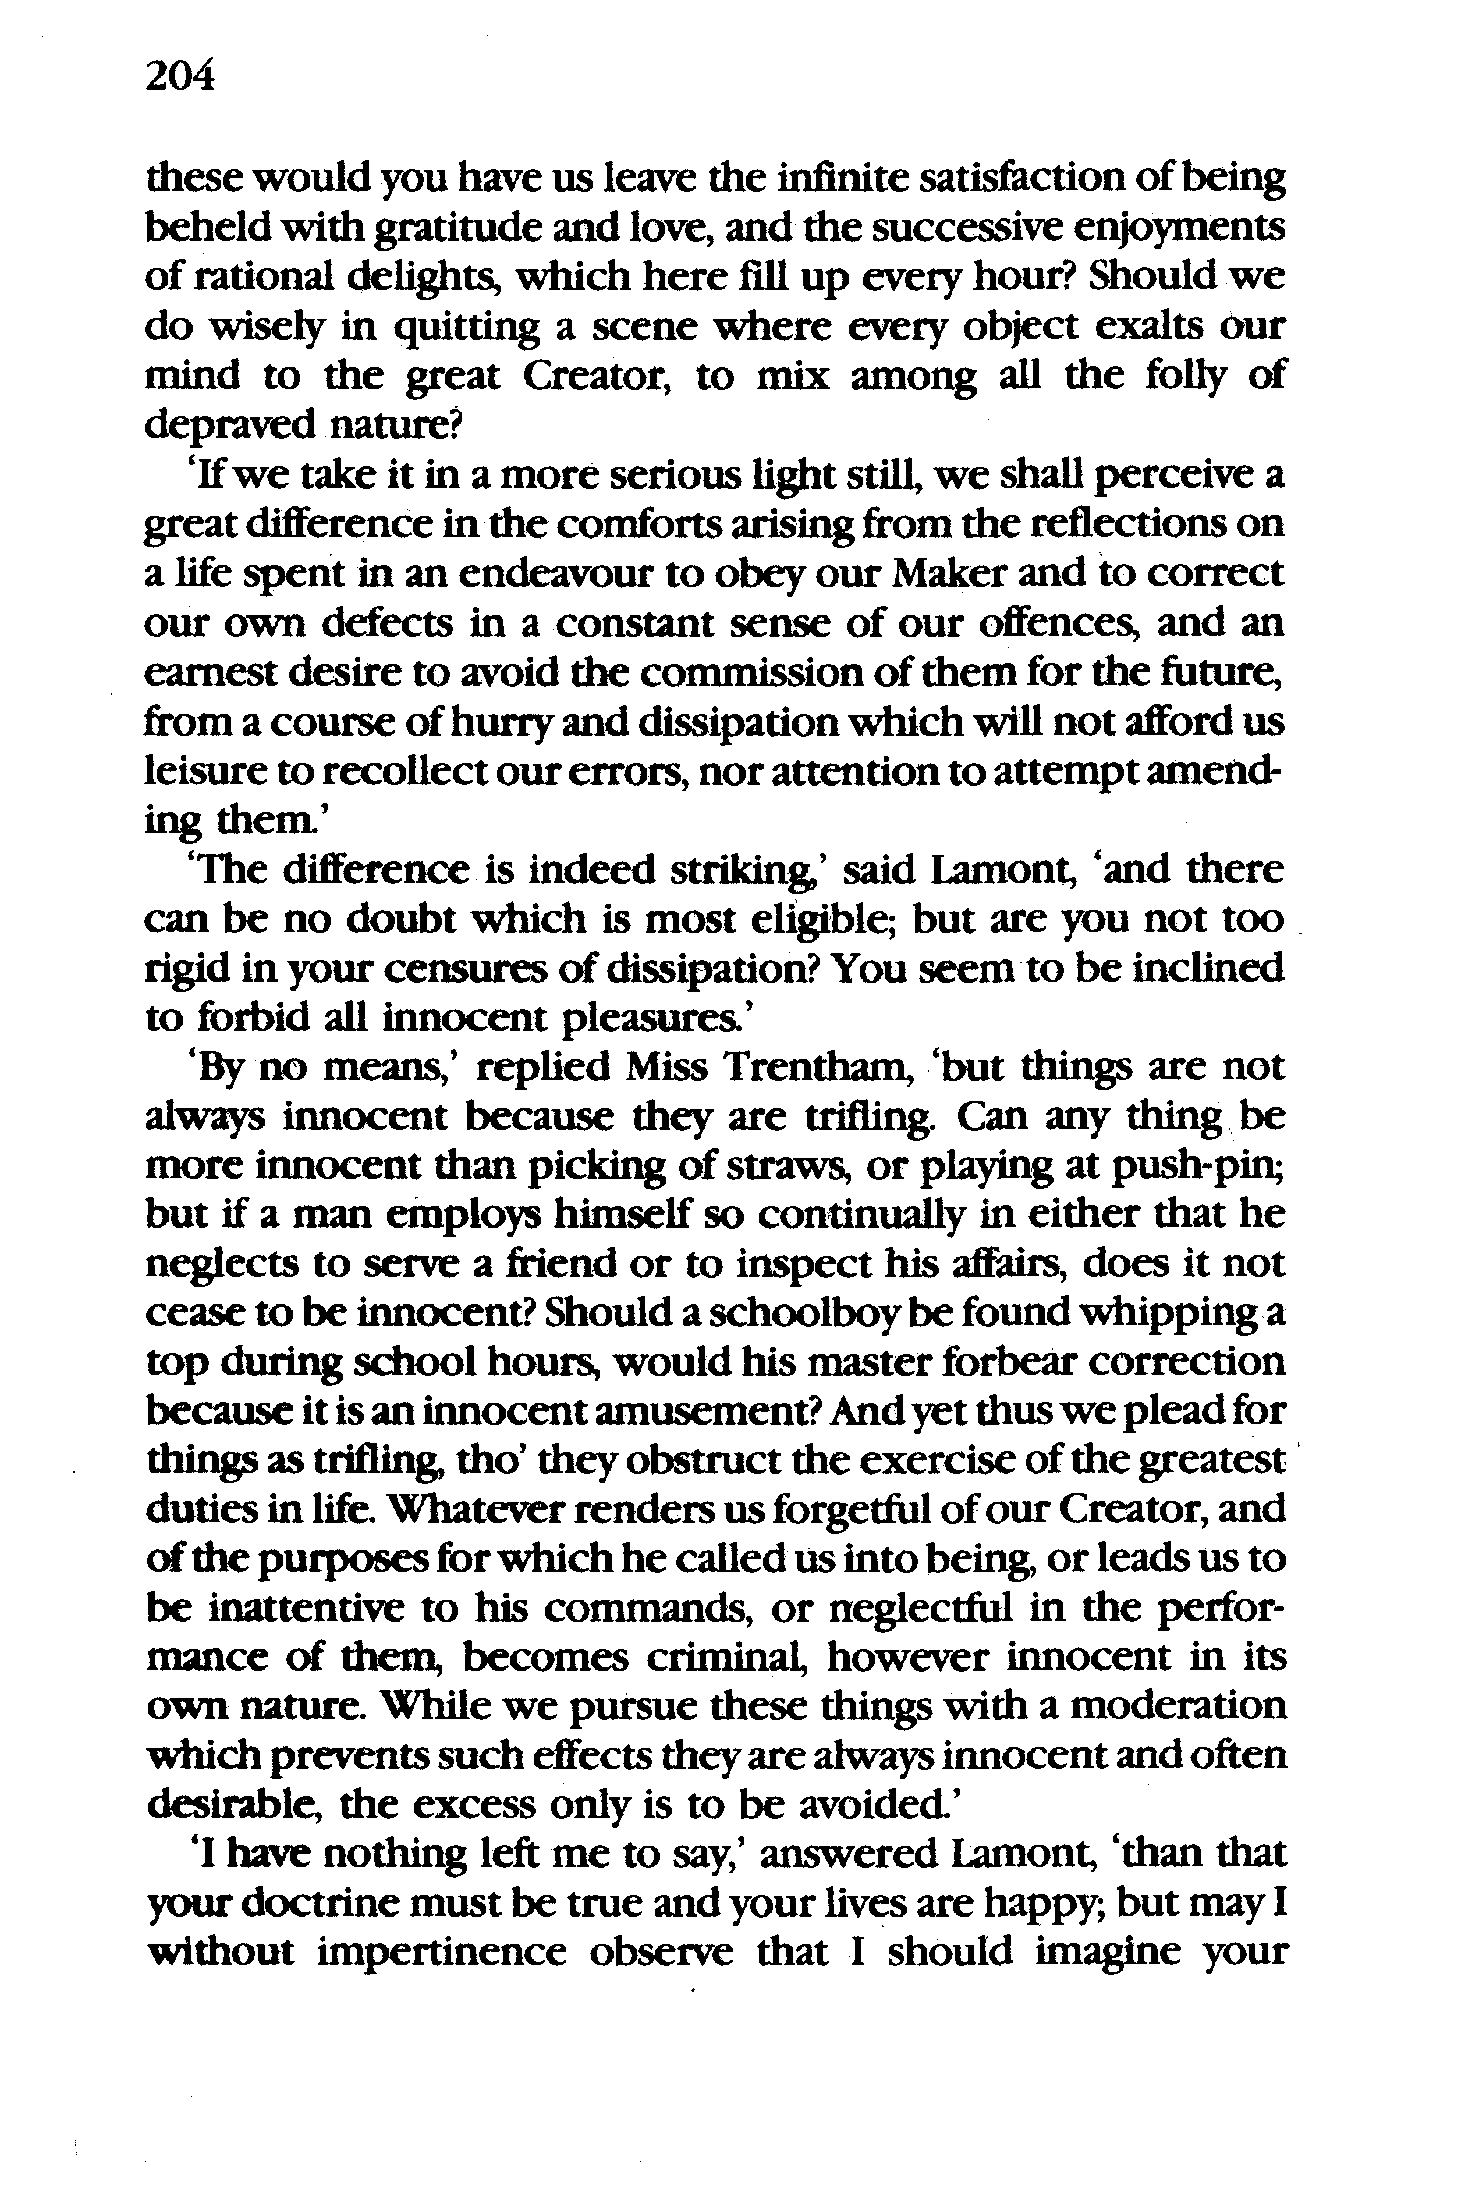 204
these would you have us leave the infinite satisfaction of being
beheld with gratitude and love, and the successive enjoyments
of rational delights, which here fill up every hour? Should we
do wisely in quitting a scene where every object exalts our
mind to the great Creator, to mix among all the folly of
depraved nature?
‘If we take it in a more serious light still, we shall perceive a
great difference in the comforts arising from the reflections on
a life spent in an endeavour to obey our Maker and to correct
our own defects in a constant sense of our offences, and an
earnest desire to avoid the commission of them for the future,
from a course of hurry and dissipation which will not afford us
leisure to recollect our errors, nor attention to attempt amend-
ing them.’
‘The difference is indeed striking,’ said Lamont, ‘and there
can be no doubt which is most eligible; but are you not too
rigid in your censures of dissipation? You seem to be inclined
to forbid all innocent pleasures.’
‘By no means,’ replied Miss Trentham, ‘but things are not
always innocent because they are trifling. Can any thing be
more innocent than picking of straws, or playing at push-pin;
but if a man employs himself so continually in either that he
neglects to serve a friend or to inspect his affairs, does it not
cease to be innocent? Should a schoolboy be found whipping a
top during school hours, would his master forbear correction
because it is an innocent amusement? And yet thus we plead for
things as trifling, tho’ they obstruct the exercise of the greatest
duties in life. Whatever renders us forgetful of our Creator, and
of the purposes for which he called us into being, or leads us to
be inattentive to his commands, or neglectful in the perfor-
mance of them, becomes criminal, however innocent in its
own nature. While we pursue these things with a moderation
which prevents such effects they are always innocent and often
desirable, the excess only is to be avoided.’
‘I have nothing left me to say,’ answered Lamont, ‘than that
your doctrine must be true and your lives are happy; but may I
without impertinence observe that I should imagine your